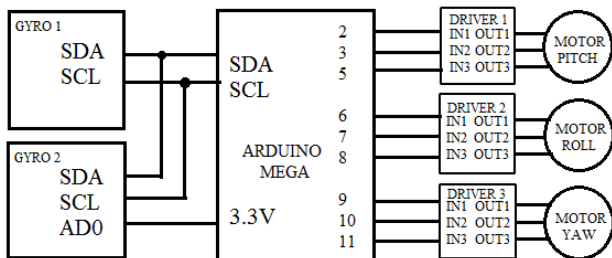 GYRO 1
SDA
SCL
GYRO 2
SDA
SCL
AD0
SDA
SCL
ARDUINO
MEGA
3.3V
2
3
5
6
7
8
9
10
11
DRIVER 1
IN1 OUT1
IN2 OUT2
IN3 OUT3
MOTOR
PITCH
DRIVER 2
IN1 OUT1
IN2 OUT2
IN3 OUT3
MOTOR
ROLL
DRIVER 3
IN1 OUT1
IN2 OUT2
IN3 OUT3
MOTOR
YAW